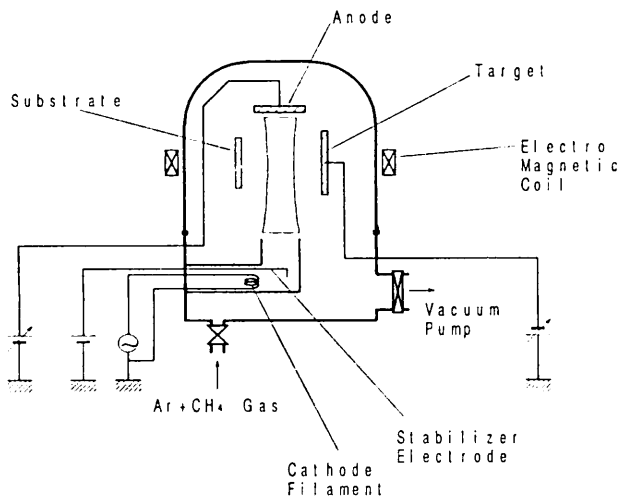 Anode
Target
Substrate
Electro
Magnetic
Coil
Vacuum
Pump
Ar+CH₄ Gas
Stabilizer
Electrode
Cathode
Filament